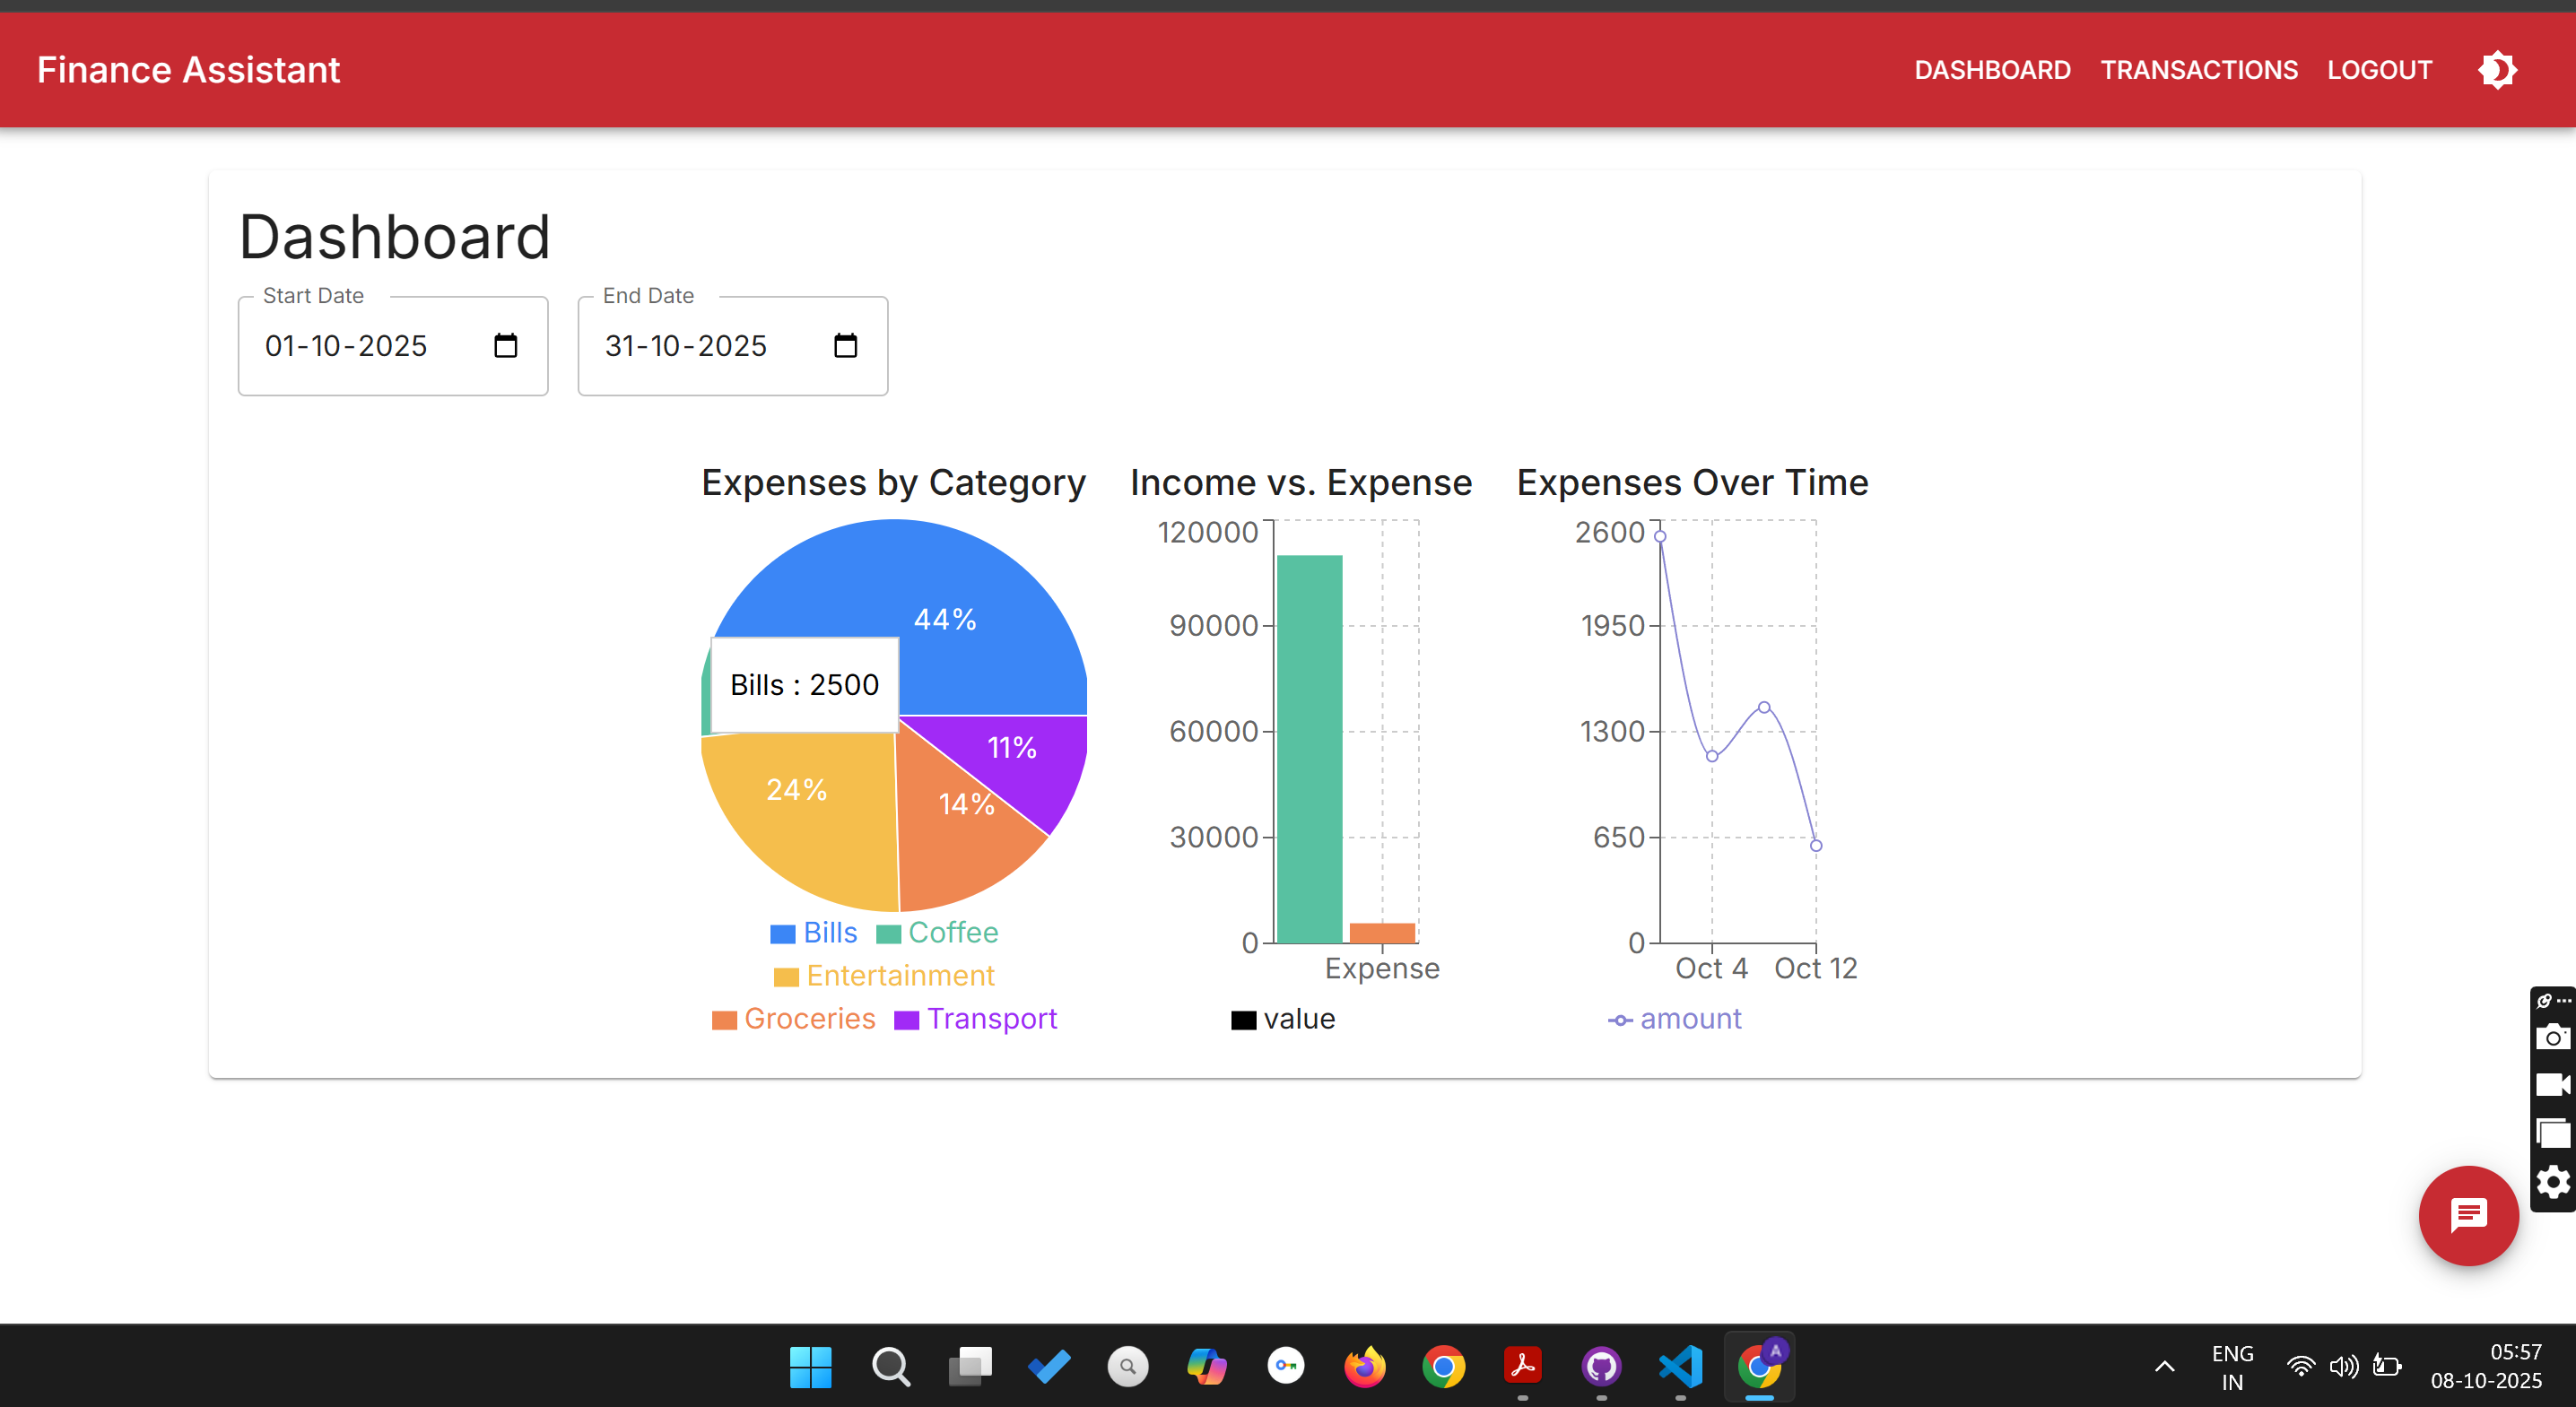 Finance Assistant
DASHBOARD TRANSACTIONS LOGOUT
Dashboard
Start Date
01-10-2025
End Date
31-10-2025
Expenses by Category
44%
Bills : 2500
11%
24%
14%
Bills Coffee
Entertainment
Groceries Transport
Income vs. Expense
120000
90000
60000
30000
0
Expense
value
Expenses Over Time
2600
1950
1300
650
0
Oct 4 Oct 12
amount
A
ENG
IN
05:57
08-10-2025